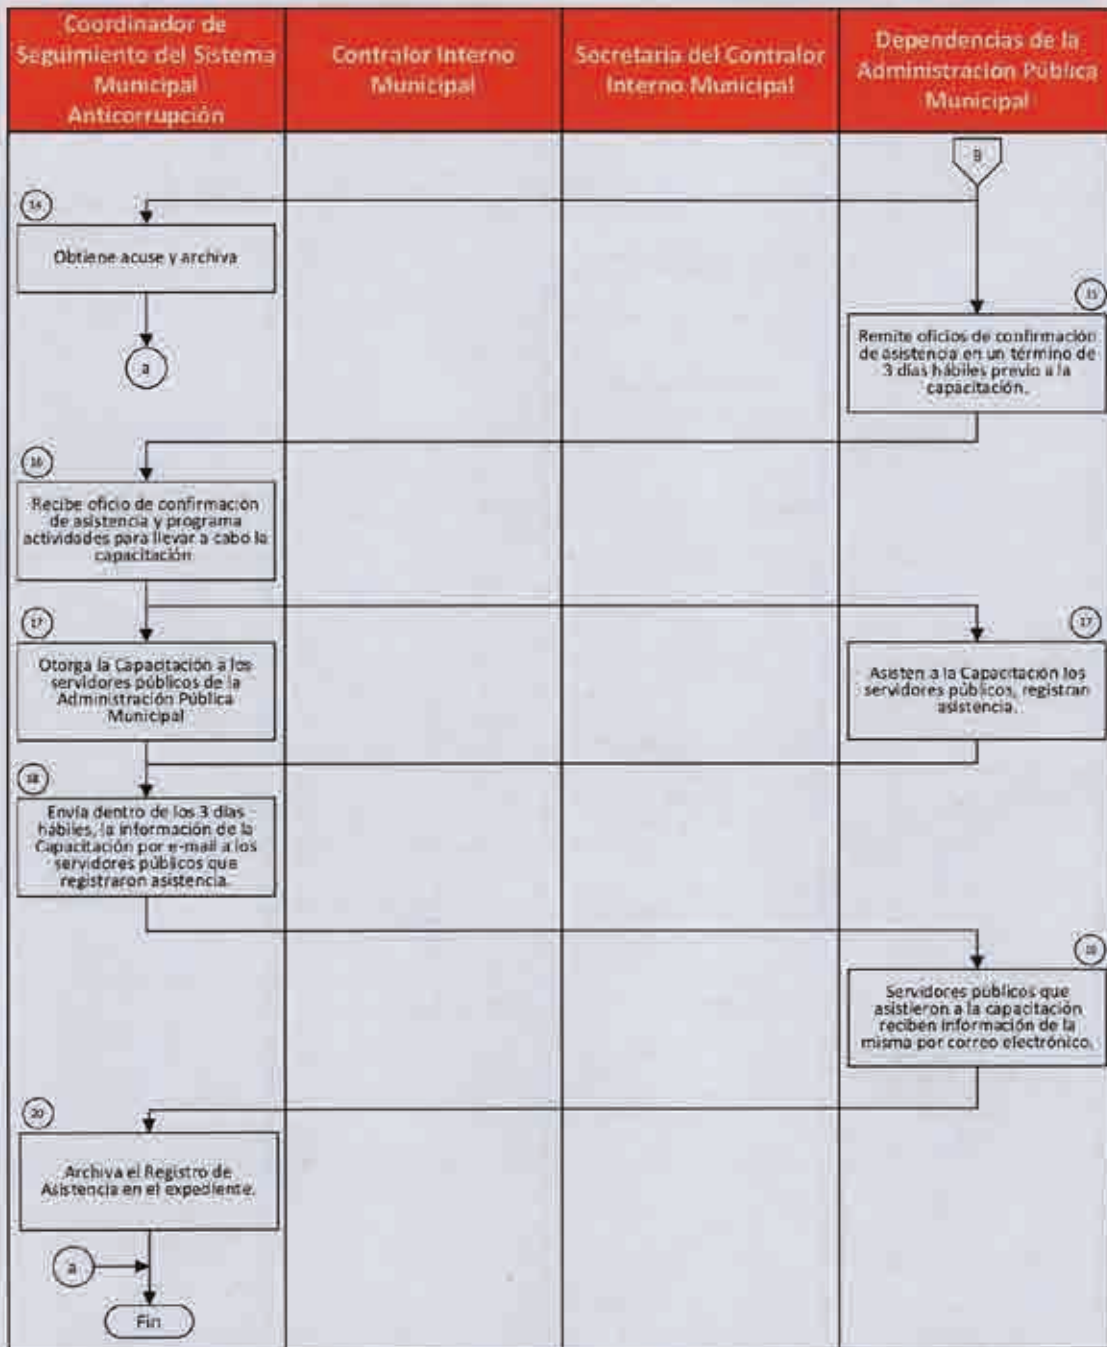 Coordinador de
Seguimiento del Sistema
Municipal
Anticorrupción
Contralor Interno
Municipal
Secretaria del Contralor
Interno Municipal
Dependencias de la
Administración Pública
Municipal
B
14
Obtiene acuse y archiva
a
15
Remite oficios de confirmación
de asistencia en un término de
3 días hábiles previo a la
capacitación.
16
Recibe oficio de confirmación
de asistencia y programa
actividades para llevar a cabo la
capacitación
17
Otorga la Capacitación a los
servidores públicos de la
Administración Pública
Municipal
17
Asisten a la Capacitación los
servidores públicos, registran
asistencia.
18
Envía dentro de los 3 días
hábiles, la información de la
Capacitación por e-mail a los
servidores públicos que
registraron asistencia.
19
Servidores públicos que
asistieron a la capacitación
reciben información de la
misma por correo electrónico.
20
Archiva el Registro de
Asistencia en el expediente.
a
Fin